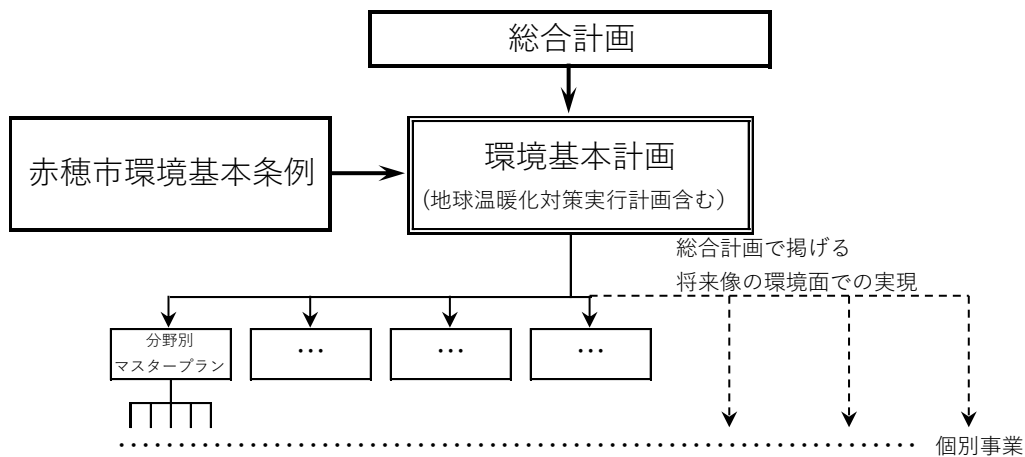 総合計画
赤穂市環境基本条例
環境基本計画
(地球温暖化対策実行計画含む)
総合計画で掲げる
将来像の環境面での実現
分野別
マスタープラン
…
…
…
個別事業